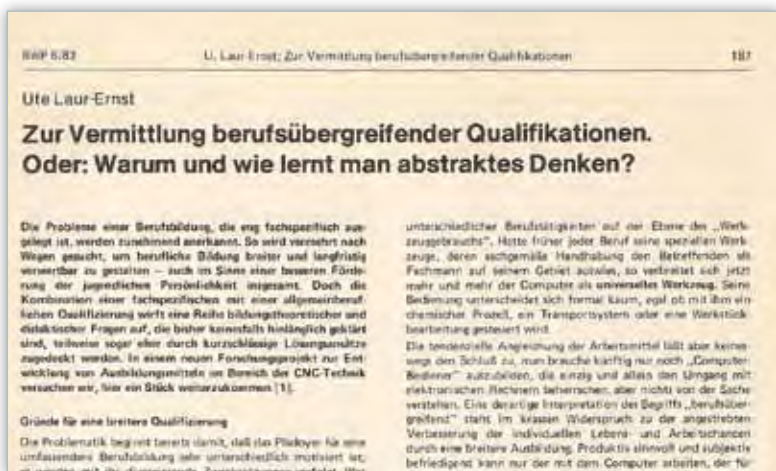 BWP 6/83
U. Laur-Ernst; Zur Vermittlung berufsübergreifender Qualifikationen
187
Ute Laur-Ernst
Zur Vermittlung berufsübergreifender Qualifikationen.
Oder: Warum und wie lernt man abstraktes Denken?
Die Probleme einer Berufsbildung, die eng fachspezifisch aus-
gelegt ist, werden zunehmend anerkannt. So wird vermehrt nach
Wegen gesucht, um berufliche Bildung breiter und langfristig
verwertbar zu gestalten – auch im Sinne einer besseren Förde-
rung der jugendlichen Persönlichkeit insgesamt. Doch die
Kombination einer fachspezifischen mit einer allgemeinberuf-
lichen Qualifizierung wirft eine Reihe bildungstheoretischer und
didaktischer Fragen auf, die bisher keinesfalls hinlänglich geklärt
sind, teilweise sogar eher durch kurzschlüssige Lösungsansätze
zugedeckt werden. In einem neuen Forschungsprojekt zur Ent-
wicklung von Ausbildungsmitteln im Bereich der CNC-Technik
versuchen wir, hier ein Stück weiterzukommen [1].
Gründe für eine breitere Qualifizierung
Die Problematik beginnt bereits damit, daß das Plädoyer für eine
umfassendere Berufsbildung sehr unterschiedlich motiviert ist;
unterschiedlicher Berufstätigkeiten auf der Ebene des „Werk-
zeuggebrauchs". Hatte früher jeder Beruf seine speziellen Werk-
zeuge, deren sachgemäße Handhabung den Betreffenden als
Fachmann auf seinem Gebiet auswies, so verbreitet sich jetzt
mehr und mehr der Computer als universelles Werkzeug. Seine
Bedienung unterscheidet sich formal kaum, egal ob mit ihm ein
chemischer Prozeß, ein Transportsystem oder eine Werkstück-
bearbeitung gesteuert wird.
Die tendenzielle Angleichung der Arbeitsmittel läßt aber keines-
wegs den Schluß zu, man brauche künftig nur noch „Computer-
Bediener" auszubilden, die einzig und allein den Umgang mit
elektronischen Rechnern beherrschen, aber nichts von der Sache
verstehen. Eine derartige Interpretation des Begriffs „berufsüber-
greifend" steht im krassen Widerspruch zu der angestrebten
Verbesserung der individuellen Lebens- und Arbeitschancen
durch eine breitere Ausbildung. Produktiv sinnvoll und subjektiv
befriedigend kann nur der mit dem Computer arbeiten, der für